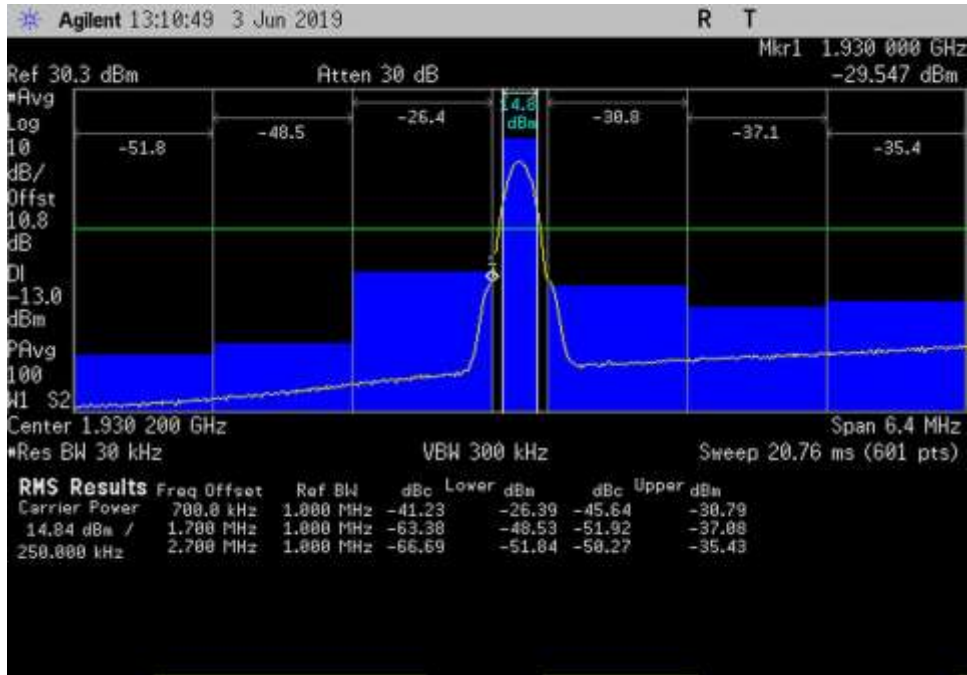 Agilent 13:10:49 3 Jun 2019 R T
Mkr1 1.930 000 GHz
Ref 30.3 dBm Atten 30 dB -29.547 dBm
#Avg
Log
10
dB/
Offst
10.8
dB
DI
-13.0
dBm
PAvg
100
W1 S2
-51.8 -48.5 -26.4 14.8 dBm -30.8 -37.1 -35.4
Center 1.930 200 GHz Span 6.4 MHz
#Res BW 30 kHz VBW 300 kHz Sweep 20.76 ms (601 pts)
RMS Results Freq Offset Ref BW dBc Lower dBm dBc Upper dBm
Carrier Power 700.0 kHz 1.000 MHz -41.23 -26.39 -45.64 -30.79
14.84 dBm / 1.700 MHz 1.000 MHz -63.38 -48.53 -51.92 -37.08
250.000 kHz 2.700 MHz 1.000 MHz -66.69 -51.84 -50.27 -35.43